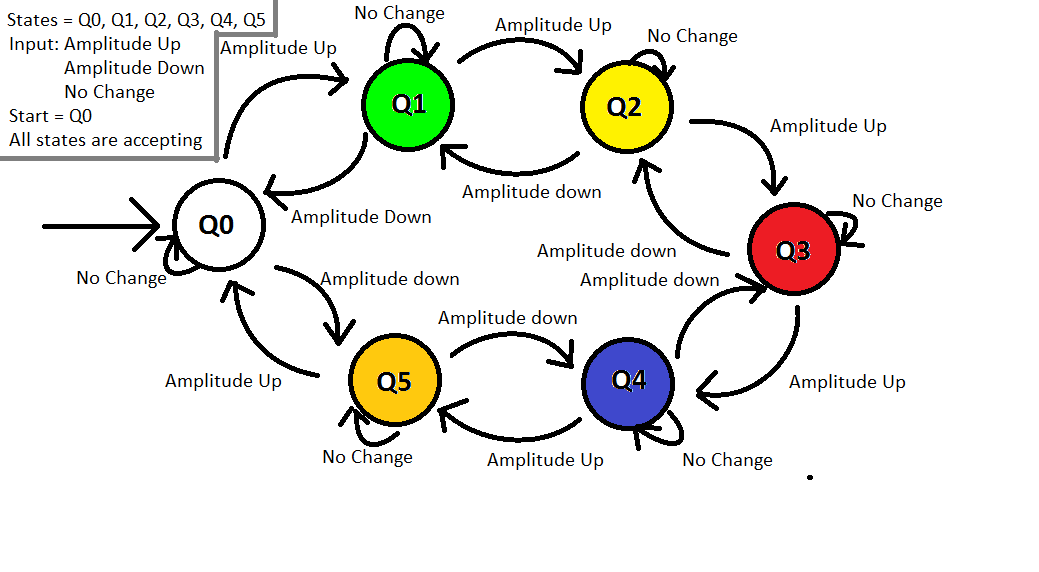 States = Q0, Q1, Q2, Q3, Q4, Q5
Input: Amplitude Up
Amplitude Down
No Change
Start = Q0
All states are accepting
No Change
Amplitude Up
Amplitude Up
No Change
Q1
Q2
Amplitude Up
Amplitude down
Amplitude Down
No Change
Q0
Q3
No Change
Amplitude down
Amplitude down
Amplitude down
Amplitude down
Q5
Q4
Amplitude Up
Amplitude Up
No Change
Amplitude Up
No Change